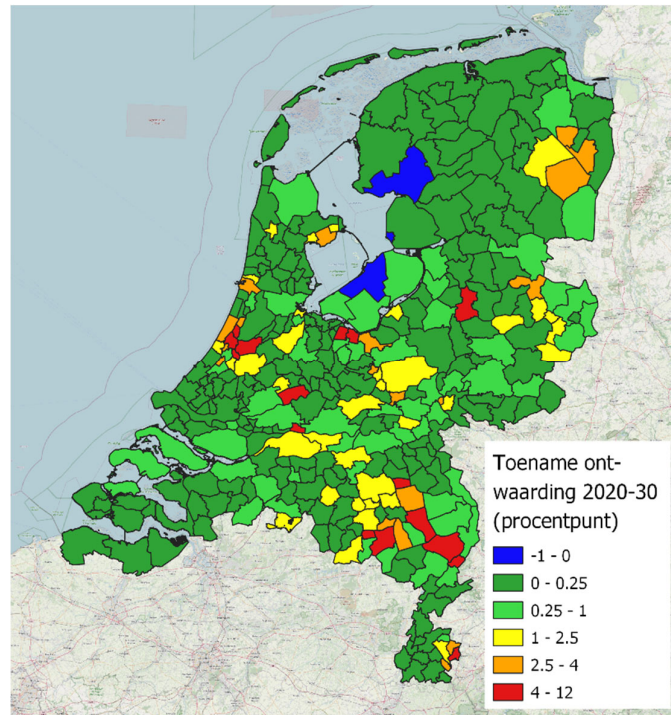 Toename ont-
waarding 2020-30
(procentpunt)
-1 - 0
0 - 0.25
0.25 - 1
1 - 2.5
2.5 - 4
4 - 12